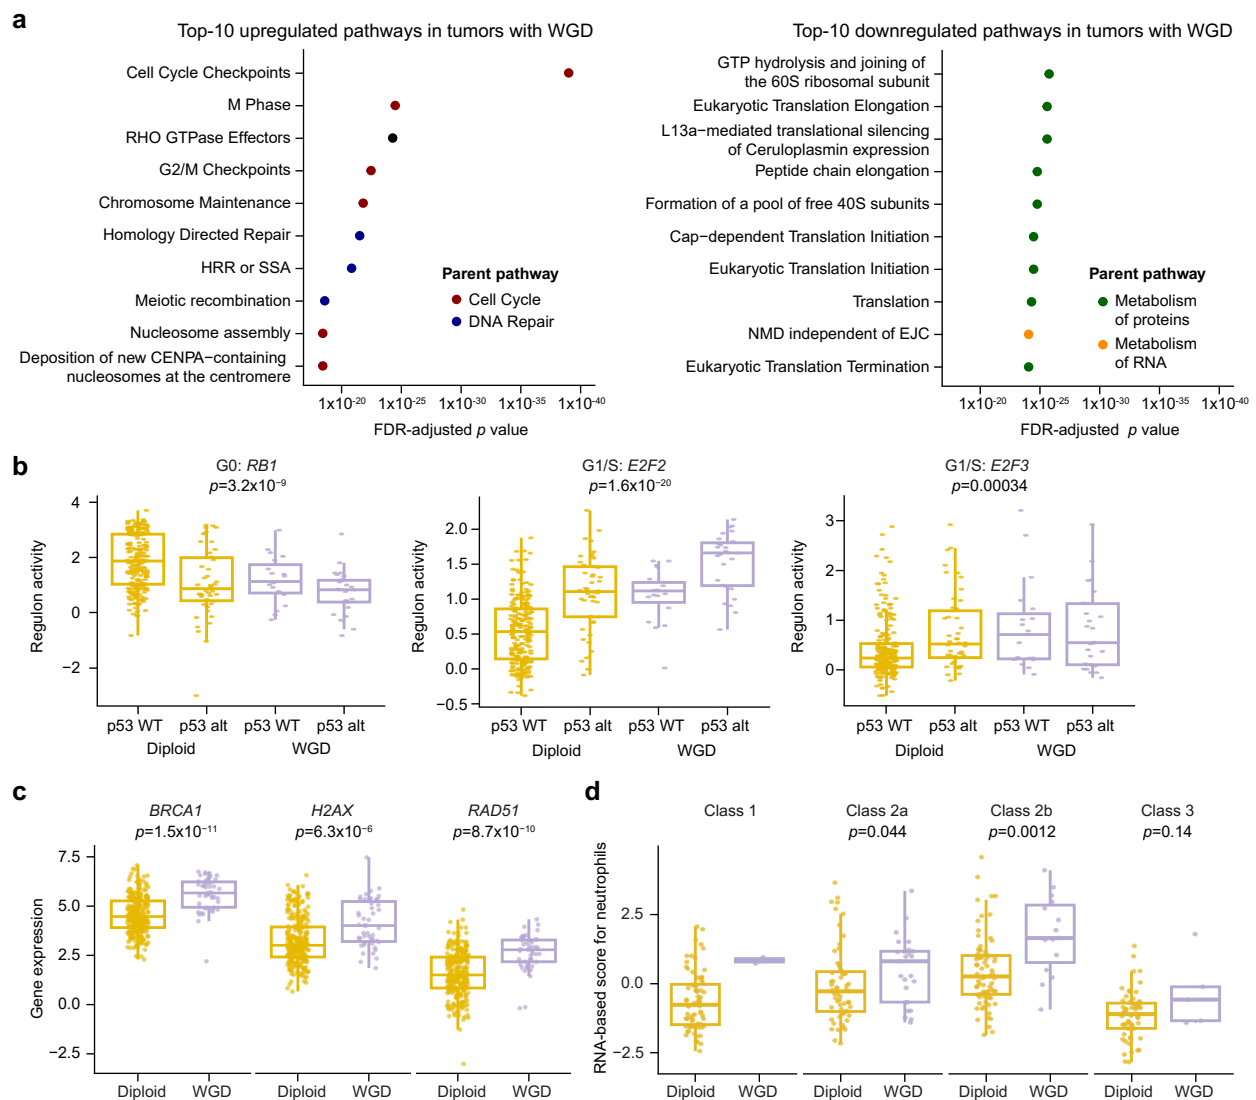 a
Top-10 upregulated pathways in tumors with WGD
Cell Cycle Checkpoints
M Phase
RHO GTPase Effectors
G2/M Checkpoints
Chromosome Maintenance
Homology Directed Repair
HRR or SSA
Meiotic recombination
Nucleosome assembly
Deposition of new CENPA−containing
nucleosomes at the centromere
Parent pathway
Cell Cycle
DNA Repair
1x10⁻²⁰ 1x10⁻²⁵ 1x10⁻³⁰ 1x10⁻³⁵ 1x10⁻⁴⁰
FDR-adjusted p value
Top-10 downregulated pathways in tumors with WGD
GTP hydrolysis and joining of
the 60S ribosomal subunit
Eukaryotic Translation Elongation
L13a−mediated translational silencing
of Ceruloplasmin expression
Peptide chain elongation
Formation of a pool of free 40S subunits
Cap−dependent Translation Initiation
Eukaryotic Translation Initiation
Translation
NMD independent of EJC
Eukaryotic Translation Termination
Parent pathway
Metabolism
of proteins
Metabolism
of RNA
1x10⁻²⁰ 1x10⁻²⁵ 1x10⁻³⁰ 1x10⁻³⁵ 1x10⁻⁴⁰
FDR-adjusted p value
b
G0: RB1
p=3.2x10⁻⁹
Regulon activity
4
2
0
−2
p53 WT p53 alt p53 WT p53 alt
Diploid WGD
G1/S: E2F2
p=1.6x10⁻²⁰
Regulon activity
2.0
1.5
1.0
0.5
0.0
−0.5
p53 WT p53 alt p53 WT p53 alt
Diploid WGD
G1/S: E2F3
p=0.00034
Regulon activity
3
2
1
0
p53 WT p53 alt p53 WT p53 alt
Diploid WGD
c
BRCA1 H2AX RAD51
p=1.5x10⁻¹¹ p=6.3x10⁻⁶ p=8.7x10⁻¹⁰
Gene expression
7.5
5.0
2.5
0.0
−2.5
Diploid WGD Diploid WGD Diploid WGD
d
Class 1 Class 2a Class 2b Class 3
p=0.044 p=0.0012 p=0.14
RNA-based score for neutrophils
2.5
0.0
−2.5
Diploid WGD Diploid WGD Diploid WGD Diploid WGD